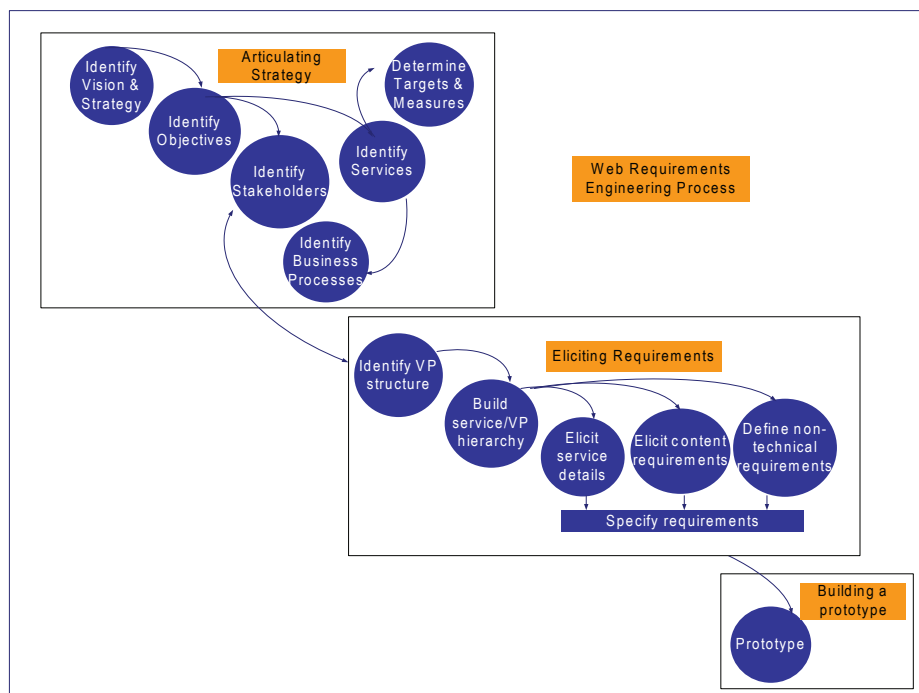 Identify
Vision &
Strategy
Articulating
Strategy
Determine
Targets &
Measures
Identify
Objectives
Identify
Stakeholders
Identify
Services
Identify
Business
Processes
Web Requirements
Engineering Process
Identify VP
structure
Eliciting Requirements
Build
service/VP
hierarchy
Elicit
service
details
Elicit content
requirements
Define non-
technical
requirements
Specify requirements
Building a
prototype
Prototype